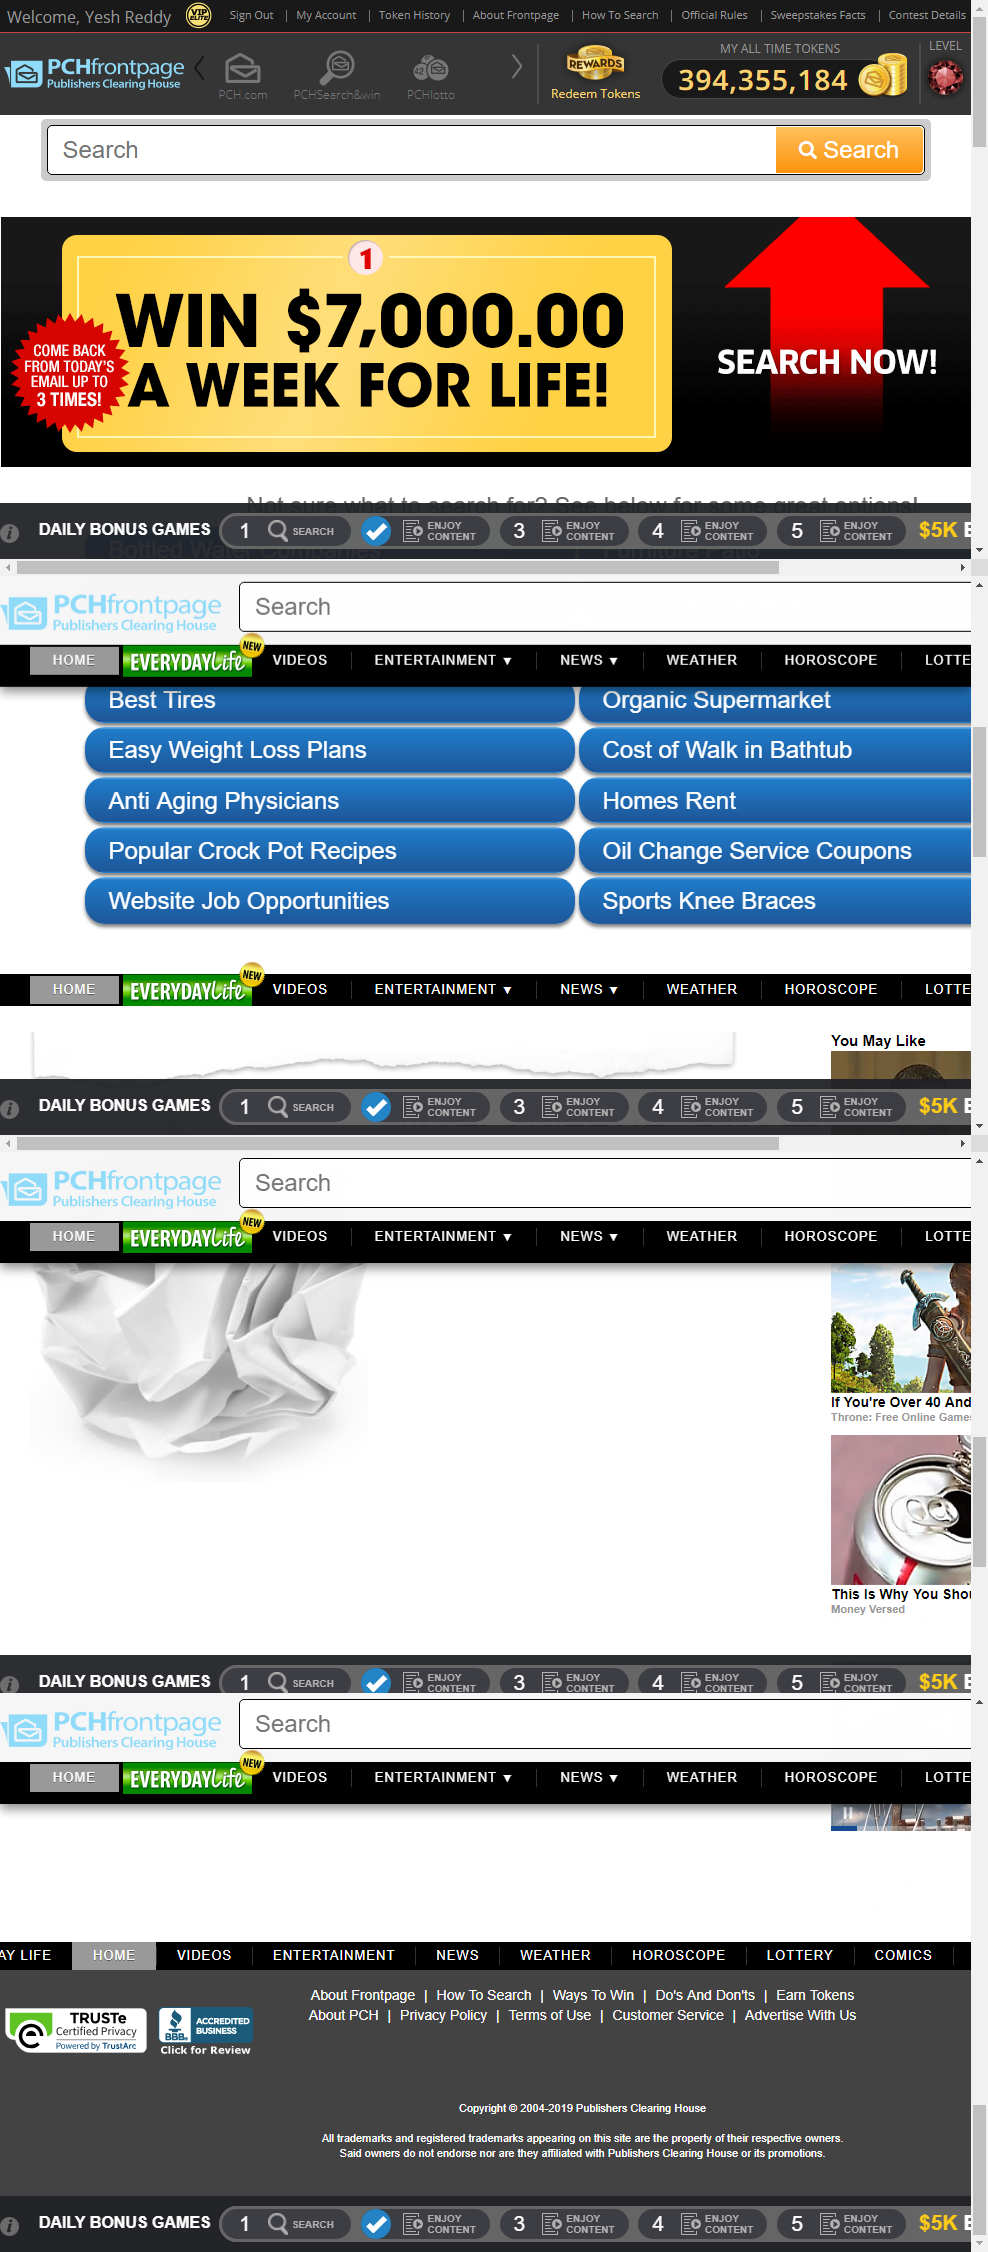 Welcome, Yesh Reddy VIP ELITE Sign Out | My Account | Token History | About Frontpage | How To Search | Official Rules | Sweepstakes Facts | Contest Details
PCHfrontpage
Publishers Clearing House
PCH.com PCHSearch&win PCHlotto
REWARDS
Redeem Tokens
MY ALL TIME TOKENS
394,355,184
LEVEL
Search Search
1
WIN $7,000.00
A WEEK FOR LIFE!
COME BACK
FROM TODAY'S
EMAIL UP TO
3 TIMES!
SEARCH NOW!
Not sure what to search for? See below for some great options!
DAILY BONUS GAMES 1 SEARCH ENJOY CONTENT 3 ENJOY CONTENT 4 ENJOY CONTENT 5 ENJOY CONTENT $5K
Bottled Water Companies Furniture Patio
PCHfrontpage
Publishers Clearing House
Search
HOME EVERYDAYLife NEW VIDEOS ENTERTAINMENT ▼ NEWS ▼ WEATHER HOROSCOPE LOTTE
Best Tires Organic Supermarket
Easy Weight Loss Plans Cost of Walk in Bathtub
Anti Aging Physicians Homes Rent
Popular Crock Pot Recipes Oil Change Service Coupons
Website Job Opportunities Sports Knee Braces
HOME EVERYDAYLife NEW VIDEOS ENTERTAINMENT ▼ NEWS ▼ WEATHER HOROSCOPE LOTTE
You May Like
DAILY BONUS GAMES 1 SEARCH ENJOY CONTENT 3 ENJOY CONTENT 4 ENJOY CONTENT 5 ENJOY CONTENT $5K
PCHfrontpage
Publishers Clearing House
Search
HOME EVERYDAYLife NEW VIDEOS ENTERTAINMENT ▼ NEWS ▼ WEATHER HOROSCOPE LOTTE
If You're Over 40 And
Throne: Free Online Games
This Is Why You Shou
Money Versed
DAILY BONUS GAMES 1 SEARCH ENJOY CONTENT 3 ENJOY CONTENT 4 ENJOY CONTENT 5 ENJOY CONTENT $5K
PCHfrontpage
Publishers Clearing House
Search
HOME EVERYDAYLife NEW VIDEOS ENTERTAINMENT ▼ NEWS ▼ WEATHER HOROSCOPE LOTTE
AY LIFE HOME VIDEOS ENTERTAINMENT NEWS WEATHER HOROSCOPE LOTTERY COMICS
About Frontpage | How To Search | Ways To Win | Do's And Don'ts | Earn Tokens
About PCH | Privacy Policy | Terms of Use | Customer Service | Advertise With Us
TRUSTe
Certified Privacy
Powered by TrustArc
BBB ACCREDITED
BUSINESS
Click for Review
Copyright © 2004-2019 Publishers Clearing House
All trademarks and registered trademarks appearing on this site are the property of their respective owners.
Said owners do not endorse nor are they affiliated with Publishers Clearing House or its promotions.
DAILY BONUS GAMES 1 SEARCH ENJOY CONTENT 3 ENJOY CONTENT 4 ENJOY CONTENT 5 ENJOY CONTENT $5K